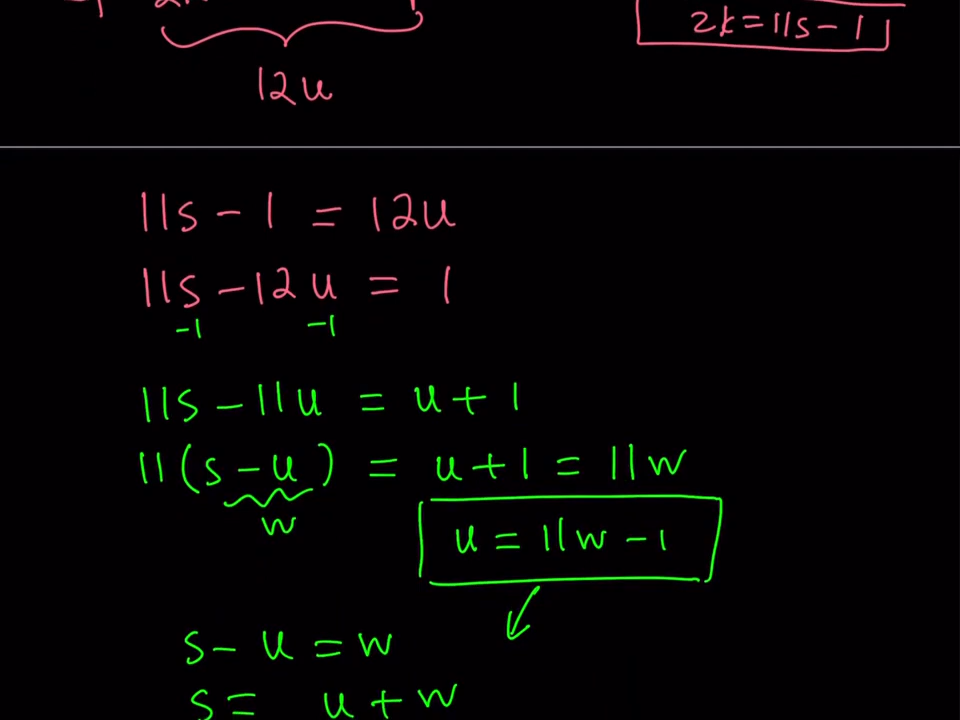 2k = 11s - 1
12u
11s - 1 = 12u
11s - 12u = 1
-1 -1
11s - 11u = u + 1
11(s - u) = u + 1 = 11w
w
u = 11w - 1
s - u = w
s = u + w